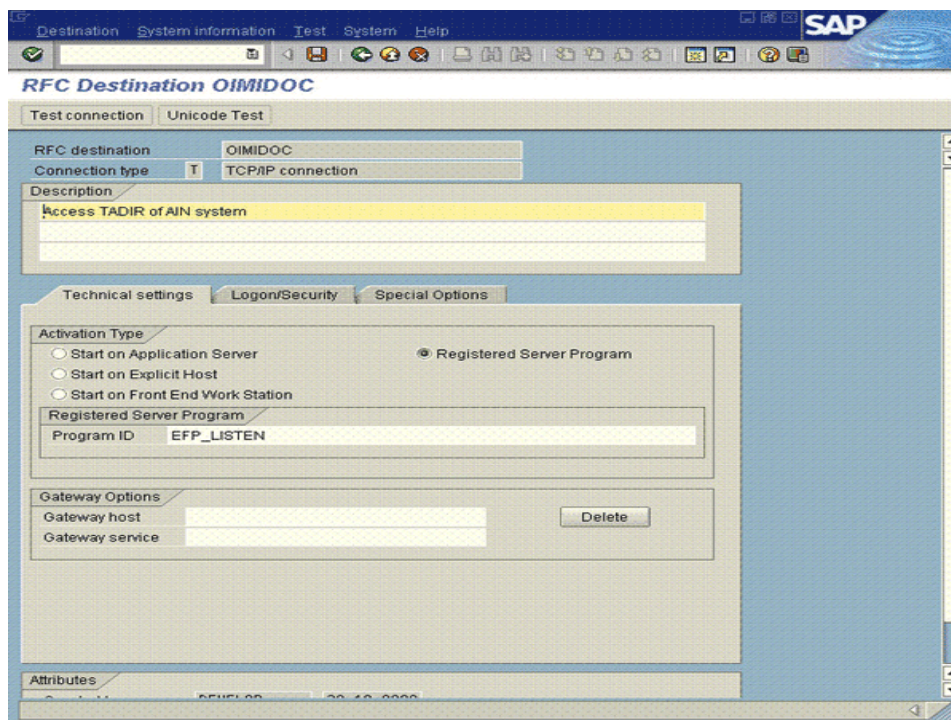 Destination System information Test System Help
SAP
RFC Destination OIMIDOC
Test connection Unicode Test
RFC destination OIMIDOC
Connection type T TCP/IP connection
Description
Access TADIR of AIN system
Technical settings Logon/Security Special Options
Activation Type
Start on Application Server Registered Server Program
Start on Explicit Host
Start on Front End Work Station
Registered Server Program
Program ID EFP_LISTEN
Gateway Options
Gateway host Delete
Gateway service
Attributes